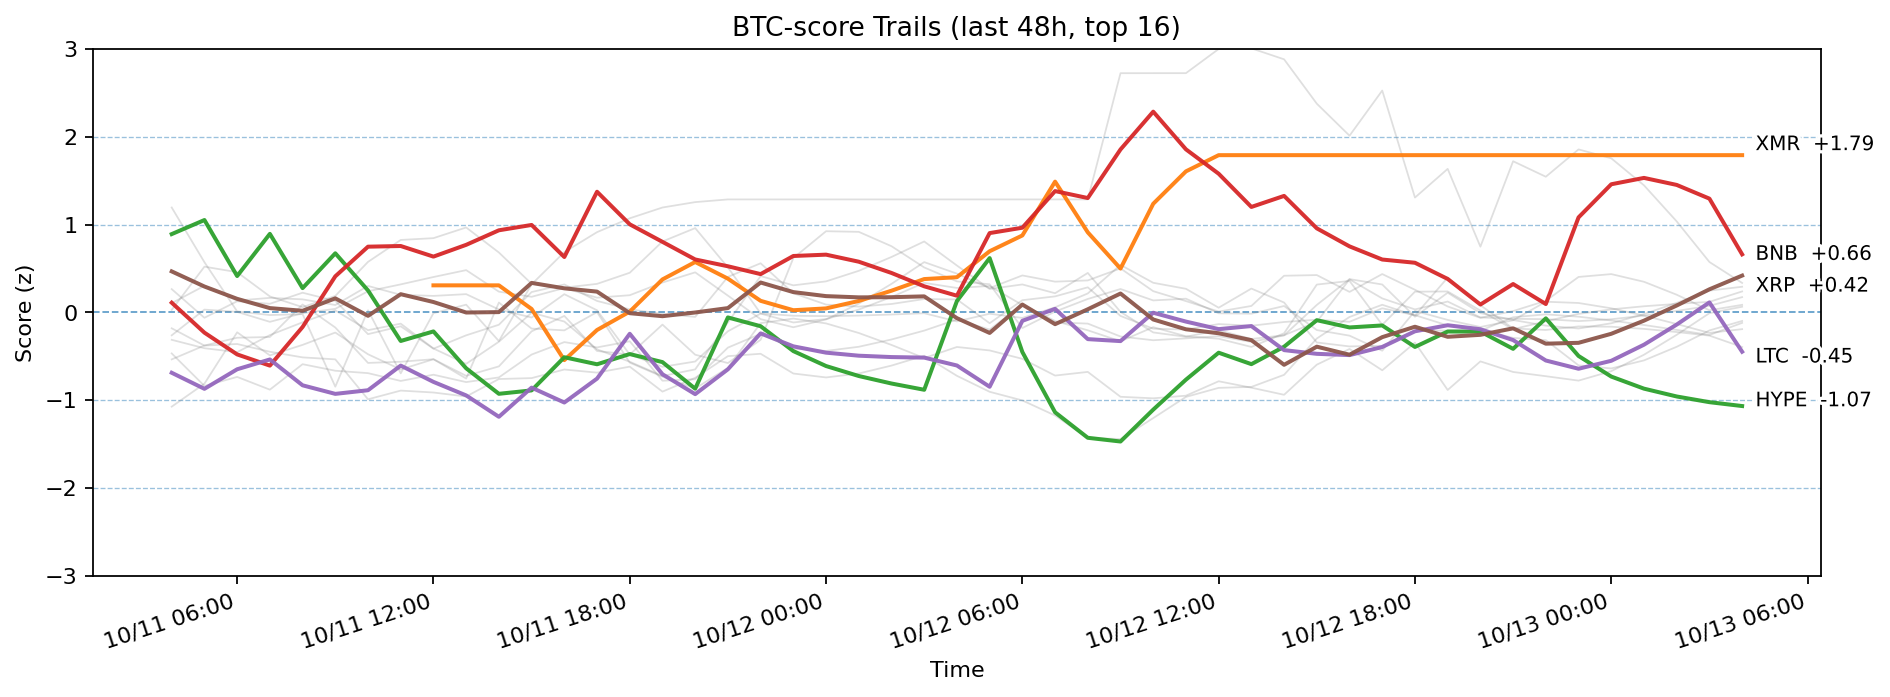 BTC-score Trails (last 48h, top 16)
Score (z)
3
2
1
0
−1
−2
−3
XMR +1.79
BNB +0.66
XRP +0.42
LTC -0.45
HYPE -1.07
10/11 06:00
10/11 12:00
10/11 18:00
10/12 00:00
10/12 06:00
10/12 12:00
10/12 18:00
10/13 00:00
10/13 06:00
Time